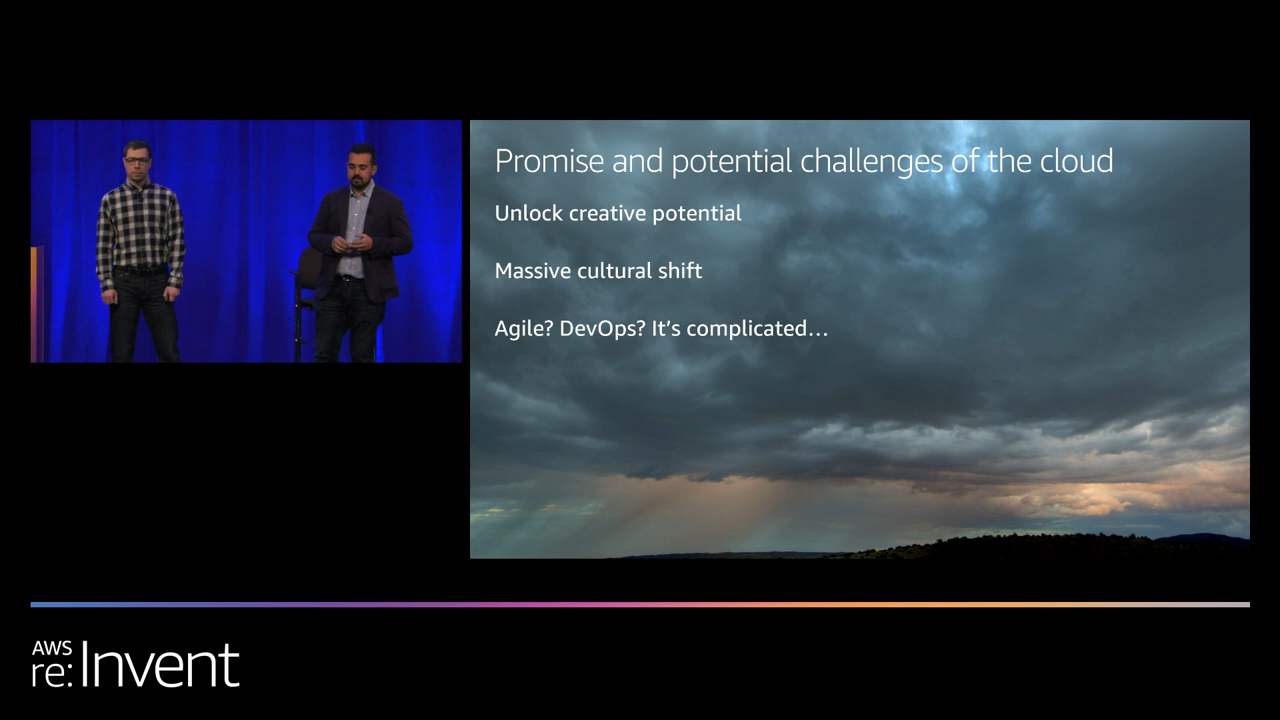 Promise and potential challenges of the cloud
Unlock creative potential
Massive cultural shift
Agile? DevOps? It's complicated…
AWS
re:Invent